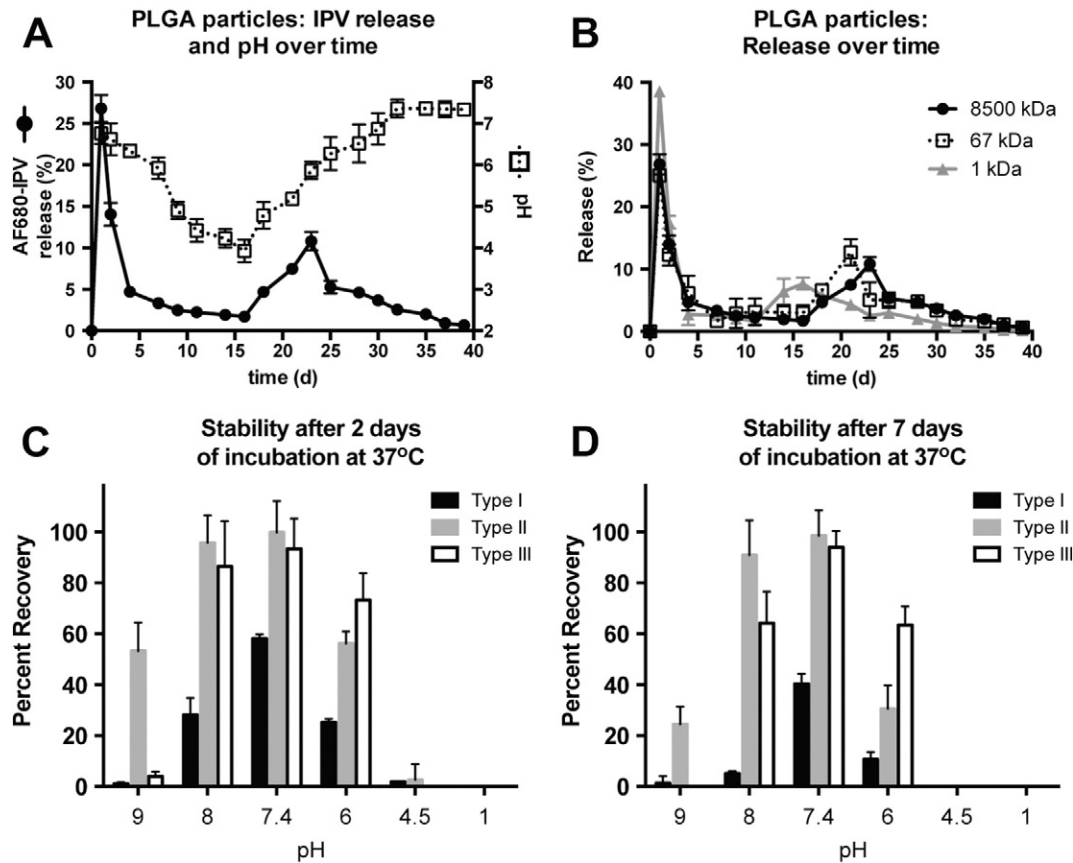 A
PLGA particles: IPV release
and pH over time
AF680-IPV
release (%)
30
25
20
15
10
5
0
8
7
6
5
4
3
2
pH
0 5 10 15 20 25 30 35 40
time (d)
B
PLGA particles:
Release over time
Release (%)
50
40
30
20
10
0
8500 kDa
67 kDa
1 kDa
0 5 10 15 20 25 30 35 40
time (d)
C
Stability after 2 days
of incubation at 37°C
Percent Recovery
100
80
60
40
20
0
Type I
Type II
Type III
9 8 7.4 6 4.5 1
pH
D
Stability after 7 days
of incubation at 37°C
Percent Recovery
100
80
60
40
20
0
Type I
Type II
Type III
9 8 7.4 6 4.5 1
pH